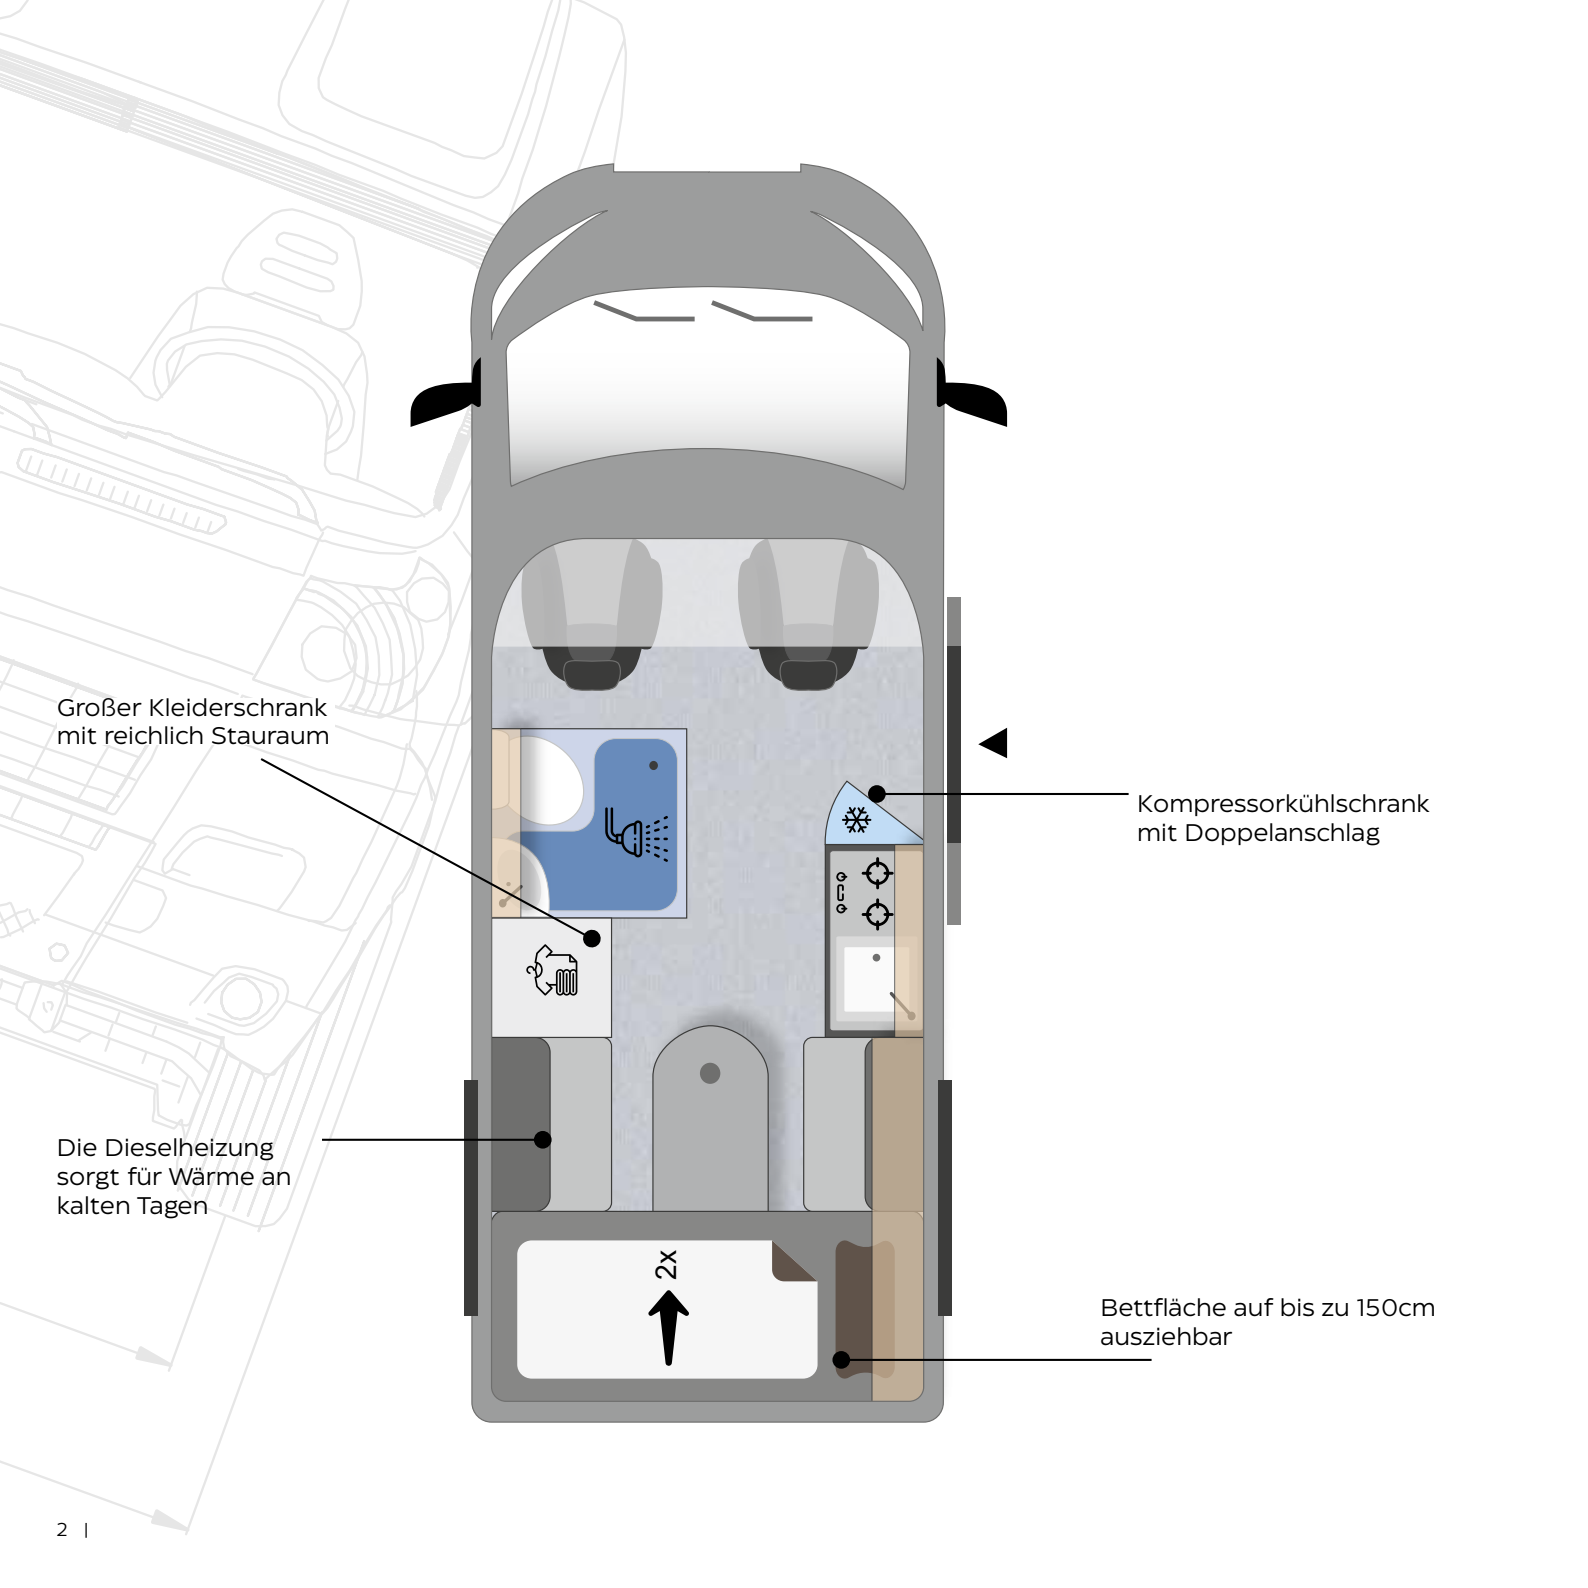 Großer Kleiderschrank
mit reichlich Stauraum
Kompressorkühlschrank
mit Doppelanschlag
Die Dieselheizung
sorgt für Wärme an
kalten Tagen
2x
Bettfläche auf bis zu 150cm
ausziehbar
2 |